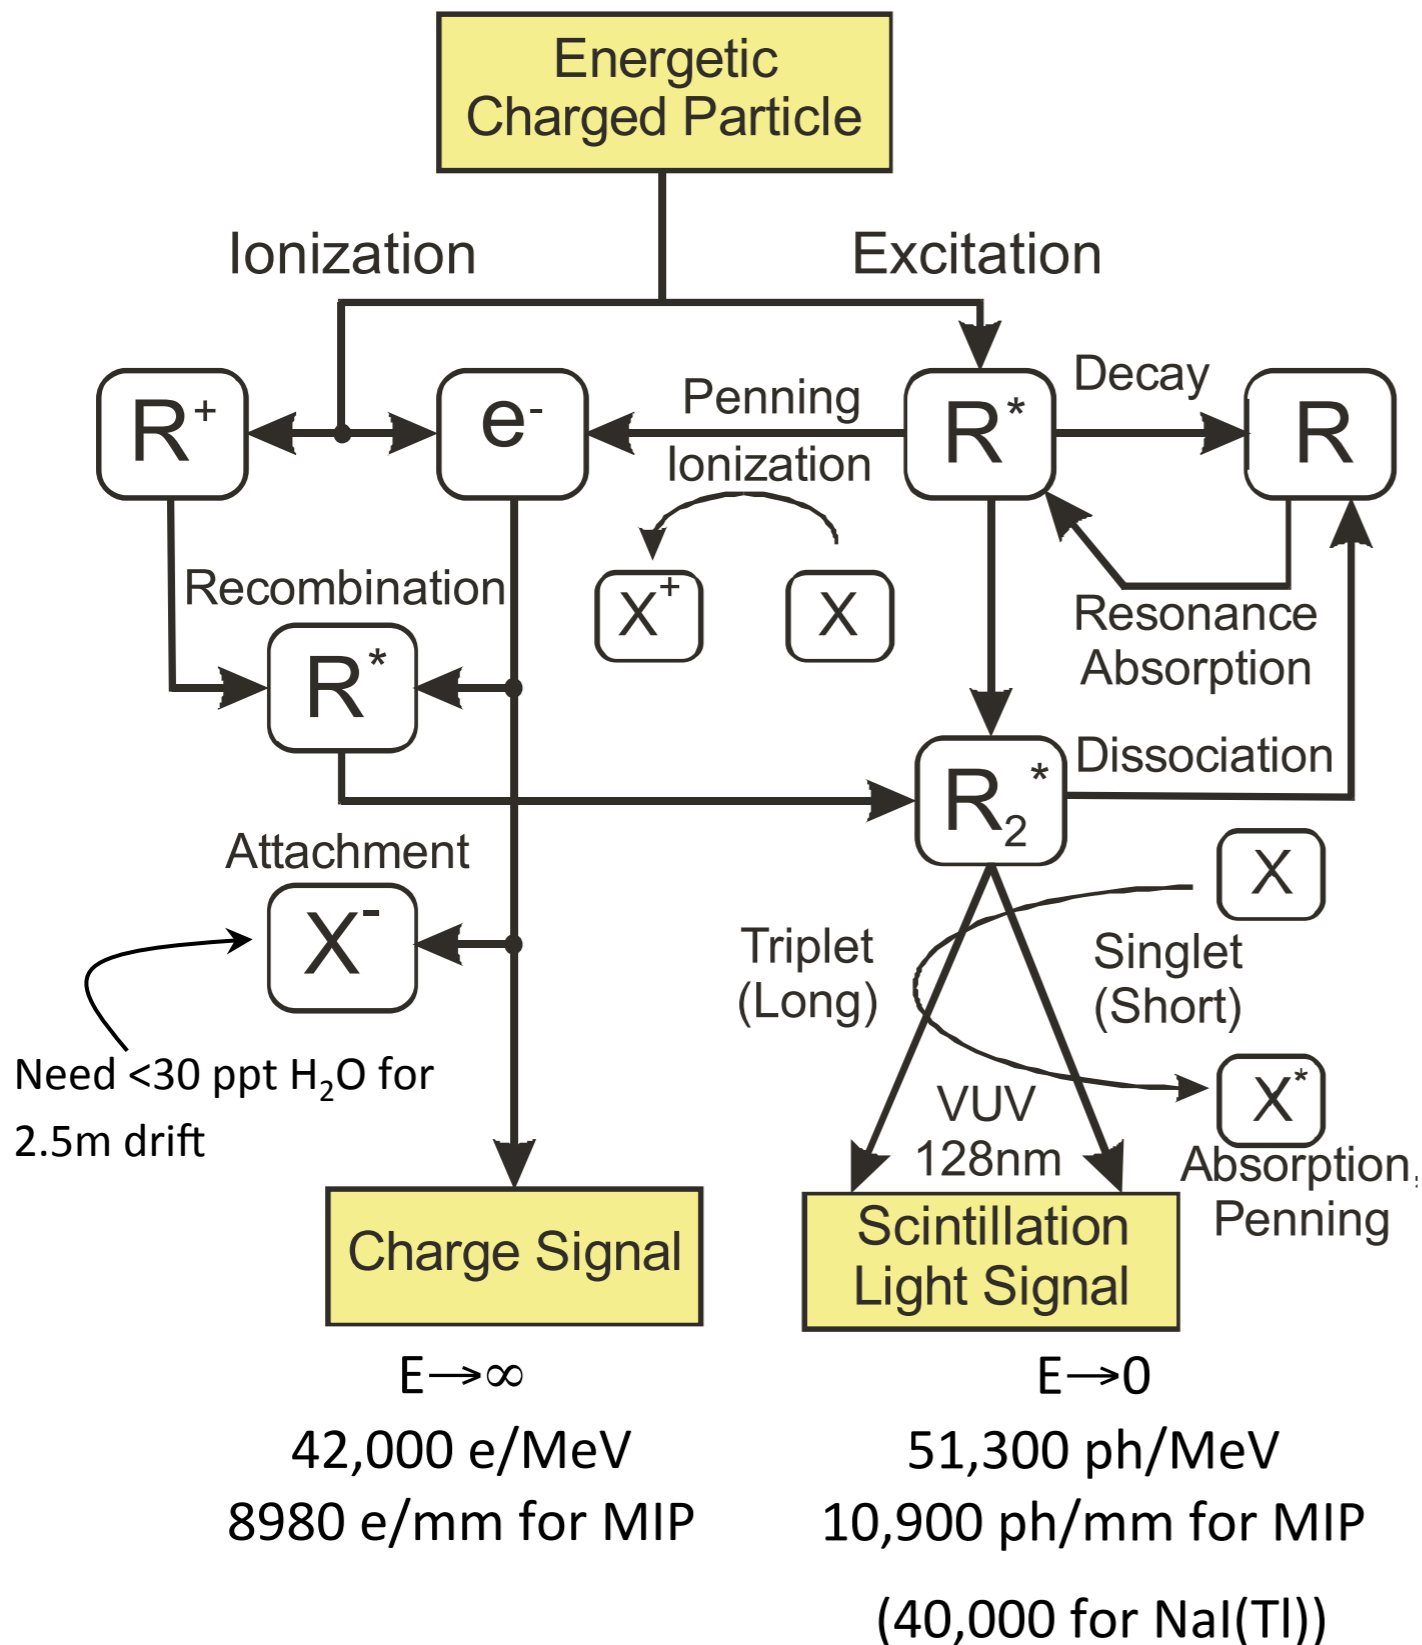 Energetic
Charged Particle
Ionization
Excitation
R⁺
e⁻
Penning
Ionization
R*
Decay
R
X⁺
X
Recombination
R*
Resonance
Absorption
Dissociation
R₂*
Attachment
X⁻
X
Triplet
(Long)
Singlet
(Short)
Need <30 ppt H₂O for
2.5m drift
VUV
128nm
X*
Absorption,
Penning
Charge Signal
Scintillation
Light Signal
E→∞
42,000 e/MeV
8980 e/mm for MIP
E→0
51,300 ph/MeV
10,900 ph/mm for MIP
(40,000 for NaI(Tl))